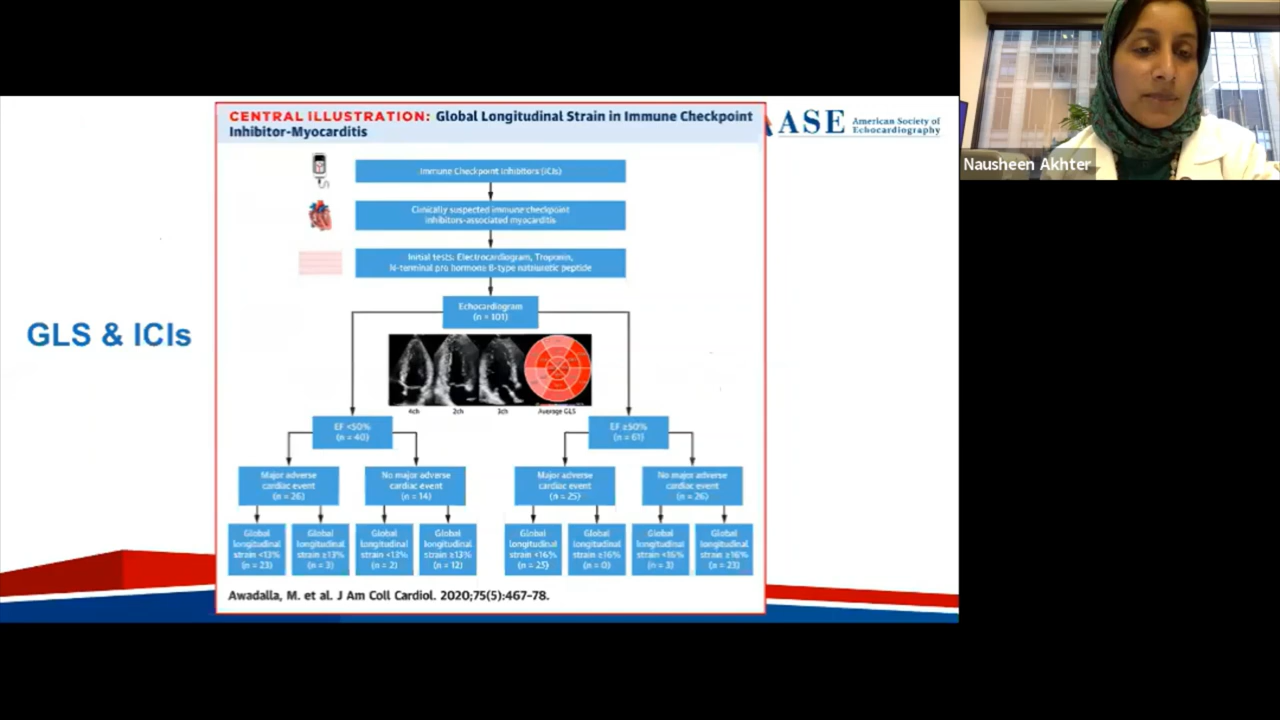 CENTRAL ILLUSTRATION: Global Longitudinal Strain in Immune Checkpoint
Inhibitor-Myocarditis
ASE American Society of
Echocardiography
Nausheen Akhter
GLS & ICIs
Immune Checkpoint Inhibitors (ICIs)
Clinically suspected immune checkpoint
inhibitors-associated myocarditis
Initial tests: Electrocardiogram, Troponin,
N-terminal pro hormone B-type natriuretic peptide
Echocardiogram
(n = 101)
4ch 2ch 3ch Average GLS
EF <50%
(n = 40)
EF ≥50%
(n = 61)
Major adverse
cardiac event
(n = 26)
No major adverse
cardiac event
(n = 14)
Major adverse
cardiac event
(n = 25)
No major adverse
cardiac event
(n = 26)
Global
longitudinal
strain <13%
(n = 23)
Global
longitudinal
strain ≥13%
(n = 3)
Global
longitudinal
strain <13%
(n = 2)
Global
longitudinal
strain ≥13%
(n = 12)
Global
longitudinal
strain <16%
(n = 25)
Global
longitudinal
strain ≥16%
(n = 0)
Global
longitudinal
strain <16%
(n = 3)
Global
longitudinal
strain ≥16%
(n = 23)
Awadalla, M. et al. J Am Coll Cardiol. 2020;75(5):467-78.